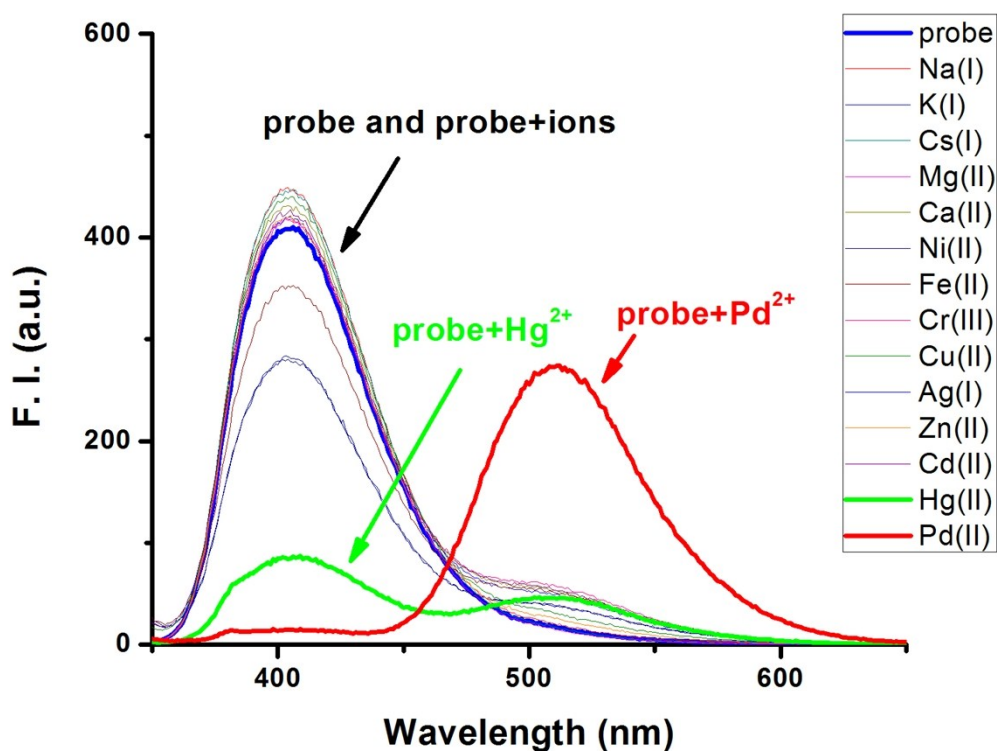 F. I. (a.u.)
600
400
200
0
probe and probe+ions
probe+Hg²⁺
probe+Pd²⁺
400
500
600
Wavelength (nm)
probe
Na(I)
K(I)
Cs(I)
Mg(II)
Ca(II)
Ni(II)
Fe(II)
Cr(III)
Cu(II)
Ag(I)
Zn(II)
Cd(II)
Hg(II)
Pd(II)